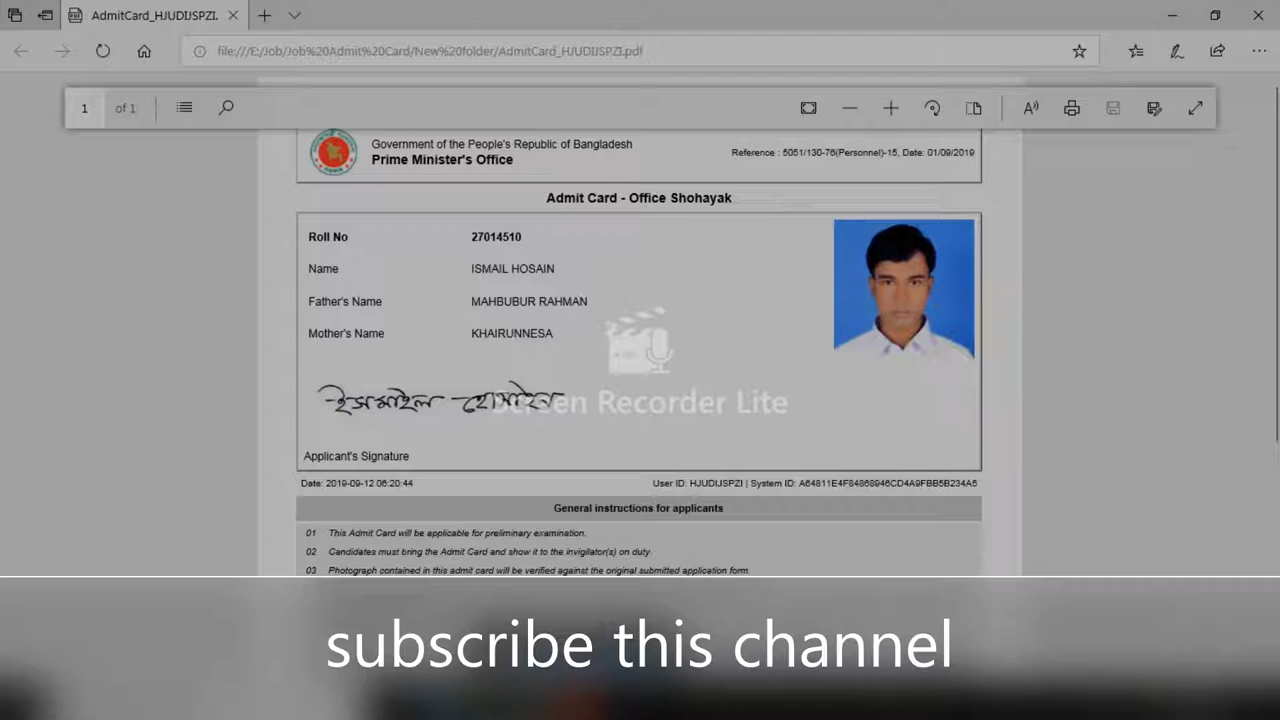 AdmitCard_HJUDIJSPZI.
file:///E:/Job/Job%20Admit%20Card/New%20folder/AdmitCard_HJUDIJSPZI.pdf
1 of 1
Government of the People's Republic of Bangladesh
Prime Minister's Office
Reference : 5051/130-76(Personnel)-15, Date: 01/09/2019
Admit Card - Office Shohayak
Roll No 27014510
Name ISMAIL HOSAIN
Father's Name MAHBUBUR RAHMAN
Mother's Name KHAIRUNNESA
ইসমাইল হোসাইন
Screen Recorder Lite
Applicant's Signature
Date: 2019-09-12 06:20:44
User ID: HJUDIJSPZI | System ID: A64811E4F84868946CD4A9FBB5B234A5
General instructions for applicants
01 This Admit Card will be applicable for preliminary examination.
02 Candidates must bring the Admit Card and show it to the invigilator(s) on duty.
03 Photograph contained in this admit card will be verified against the original submitted application form.
subscribe this channel